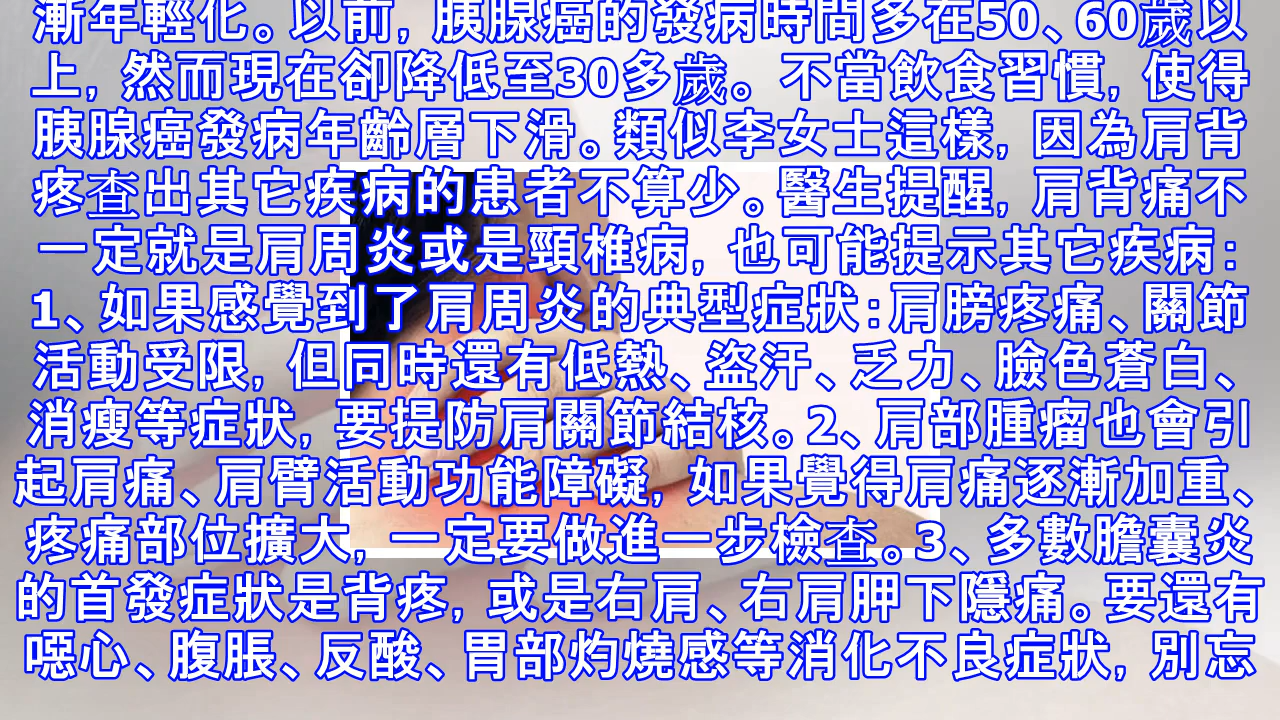 漸年輕化。以前, 胰腺癌的發病時間多在50、60歲以
上, 然而現在卻降低至30多歲。不當飲食習慣, 使得
胰腺癌發病年齡層下滑。類似李女士這樣, 因為肩背
疼查出其它疾病的患者不算少。醫生提醒, 肩背痛不
一定就是肩周炎或是頸椎病, 也可能提示其它疾病:
1、如果感覺到了肩周炎的典型症狀:肩膀疼痛、關節
活動受限, 但同時還有低熱、盜汗、乏力、臉色蒼白、
消瘦等症狀, 要提防肩關節結核。2、肩部腫瘤也會引
起肩痛、肩臂活動功能障礙, 如果覺得肩痛逐漸加重、
疼痛部位擴大, 一定要做進一步檢查。3、多數膽囊炎
的首發症狀是背疼, 或是右肩、右肩胛下隱痛。要還有
噁心、腹脹、反酸、胃部灼燒感等消化不良症狀, 別忘